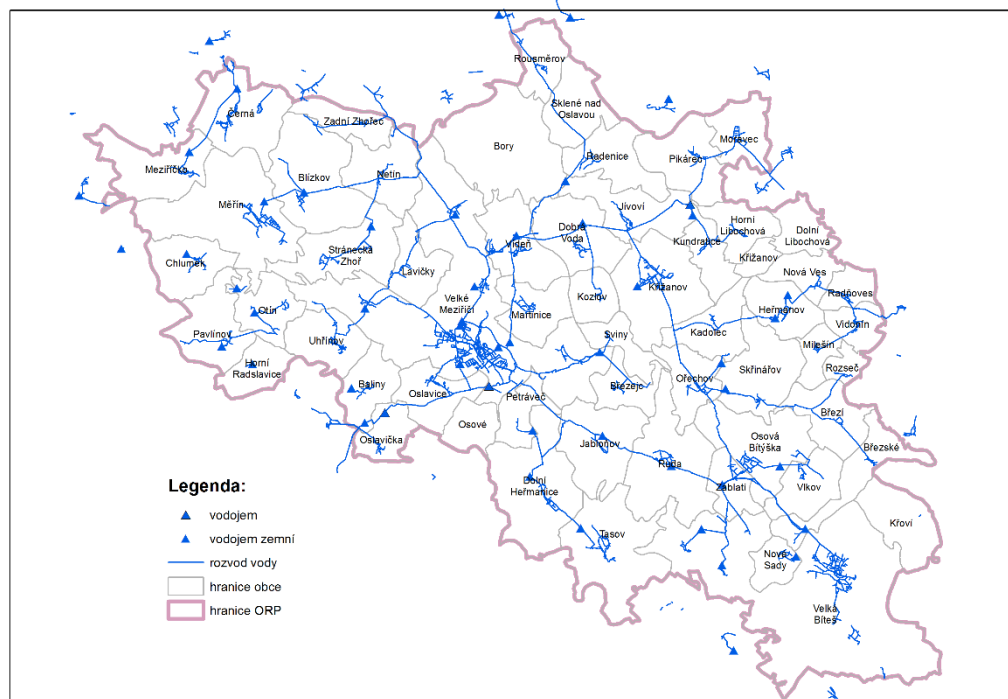 Rousměrov
Sklené nad
Oslavou
Černá
Zadní Zhořec
Bory
Radenice
Pikárec
Moravec
Meziříčko
Blízkov
Netín
Měřín
Jívoví
Horní
Libochová
Dolní
Libochová
Dobrá
Voda
Vídeň
Kundratice
Stránecká
Zhoř
Křižanov
Chlumek
Lavičky
Nová Ves
Křižanov
Radňoves
Kozlov
Velké
Meziříčí
Martinice
Heřmanov
Otín
Vidonín
Pavlínov
Uhřínov
Sviny
Kadolec
Milešín
Horní
Radslavice
Skřinářov
Rozseč
Baliny
Oslavice
Petráveč
Březejc
Ořechov
Březí
Osové
Oslavička
Jabloňov
Osová
Bítýška
Březské
Ruda
Dolní
Heřmanice
Záblatí
Vlkov
Křoví
Tasov
Nové
Sady
Velká
Bíteš
Legenda:
vodojem
vodojem zemní
rozvod vody
hranice obce
hranice ORP